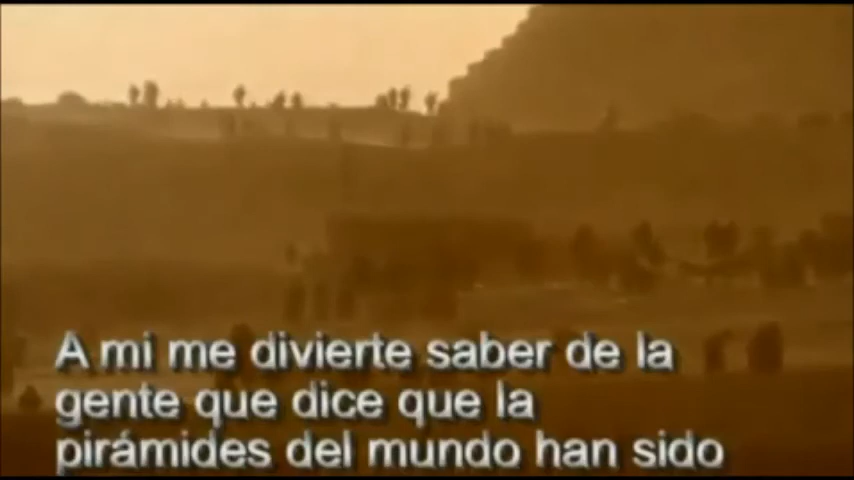 A mi me divierte saber de la
gente que dice que la
pirámides del mundo han sido